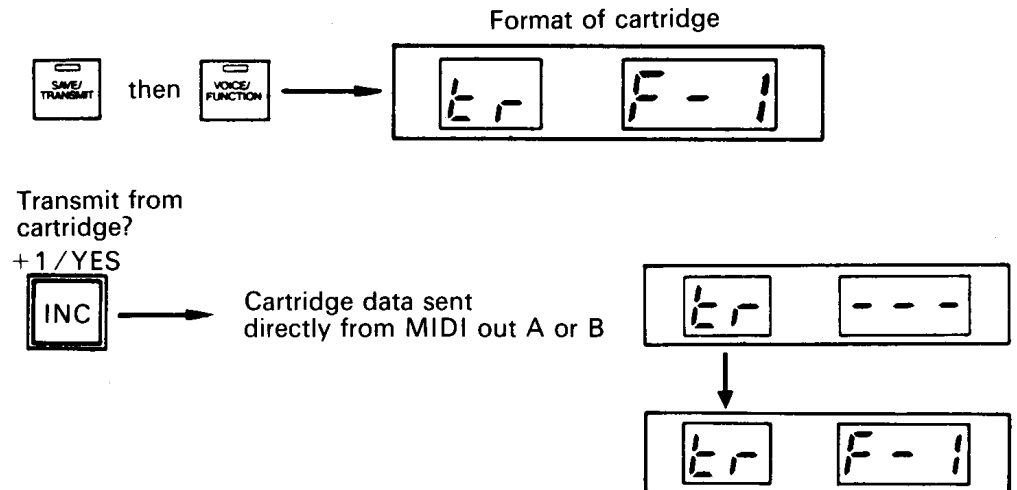 Format of cartridge
SAVE/
TRANSMIT
then
VOICE/
FUNCTION
tr F-1
Transmit from
cartridge?
+1/YES
INC
Cartridge data sent
directly from MIDI out A or B
tr ---
tr F-1